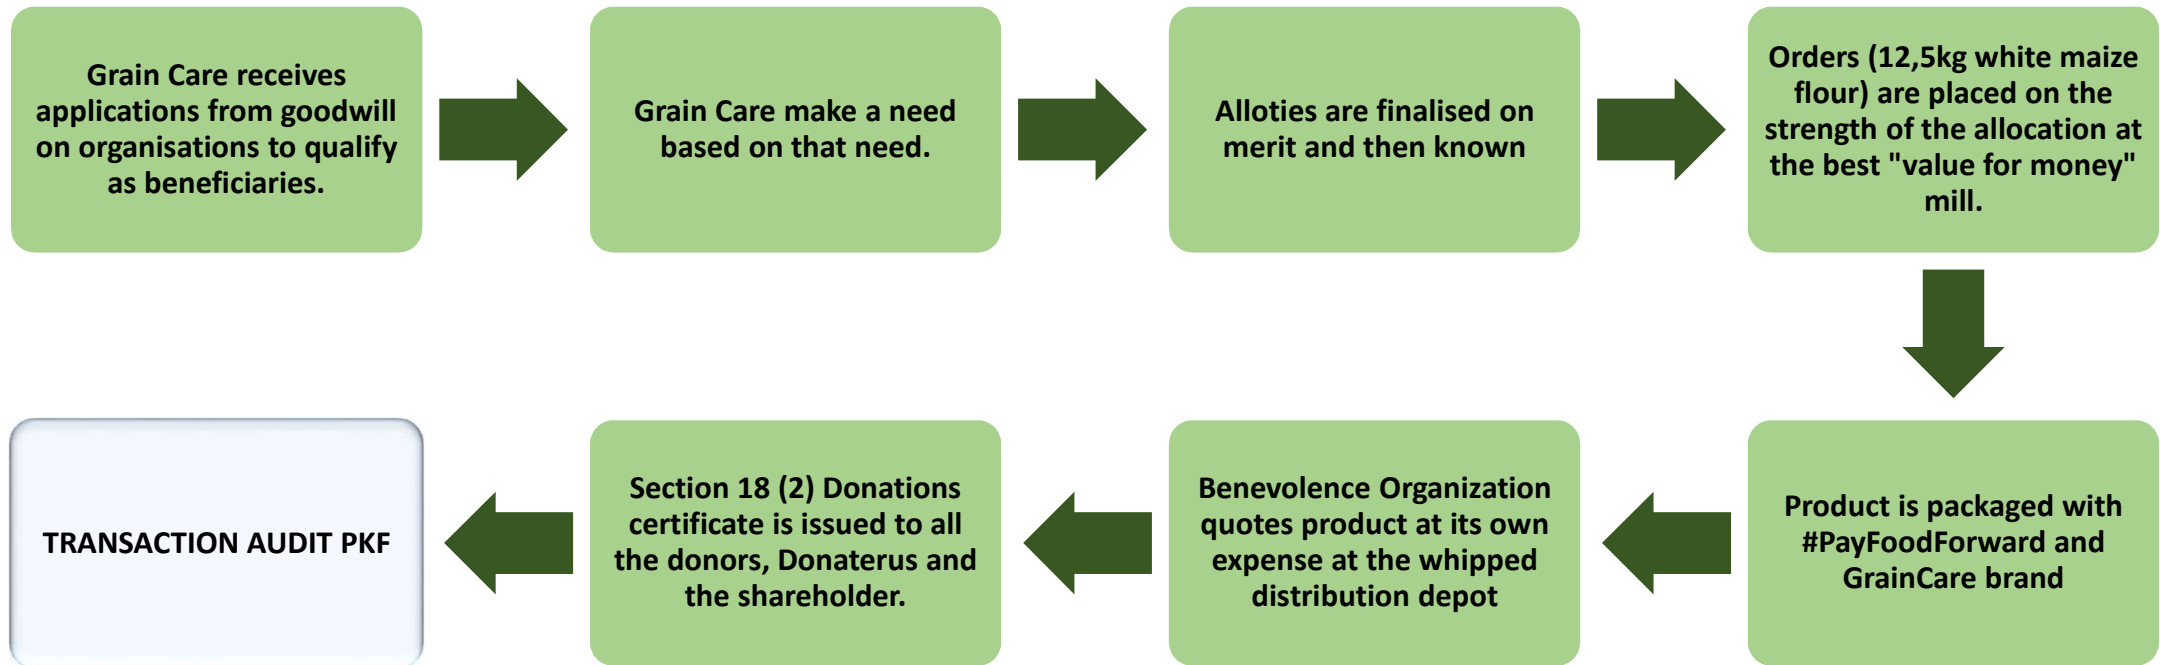 Grain Care receives
applications from goodwill
on organisations to qualify
as beneficiaries.
Grain Care make a need
based on that need.
Alloties are finalised on
merit and then known
Orders (12,5kg white maize
flour) are placed on the
strength of the allocation at
the best "value for money"
mill.
Product is packaged with
#PayFoodForward and
GrainCare brand
Benevolence Organization
quotes product at its own
expense at the whipped
distribution depot
Section 18 (2) Donations
certificate is issued to all
the donors, Donaterus and
the shareholder.
TRANSACTION AUDIT PKF